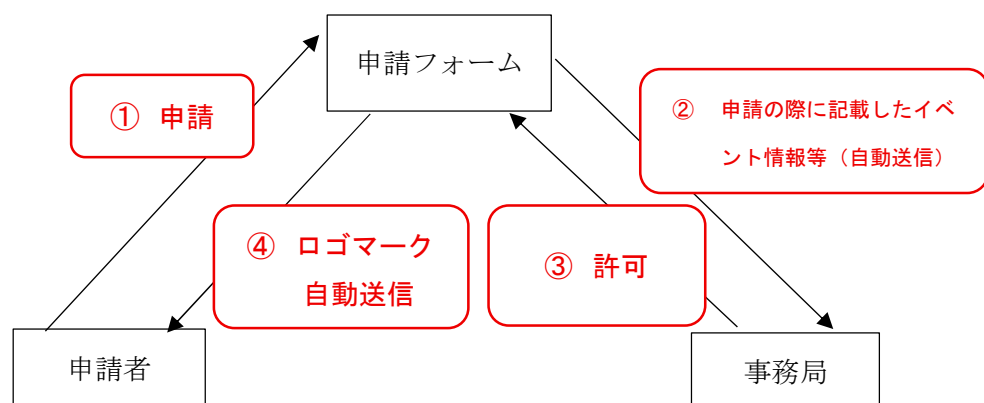 申請フォーム
① 申請
② 申請の際に記載したイベ
ント情報等（自動送信）
④ ロゴマーク
自動送信
③ 許可
申請者
事務局